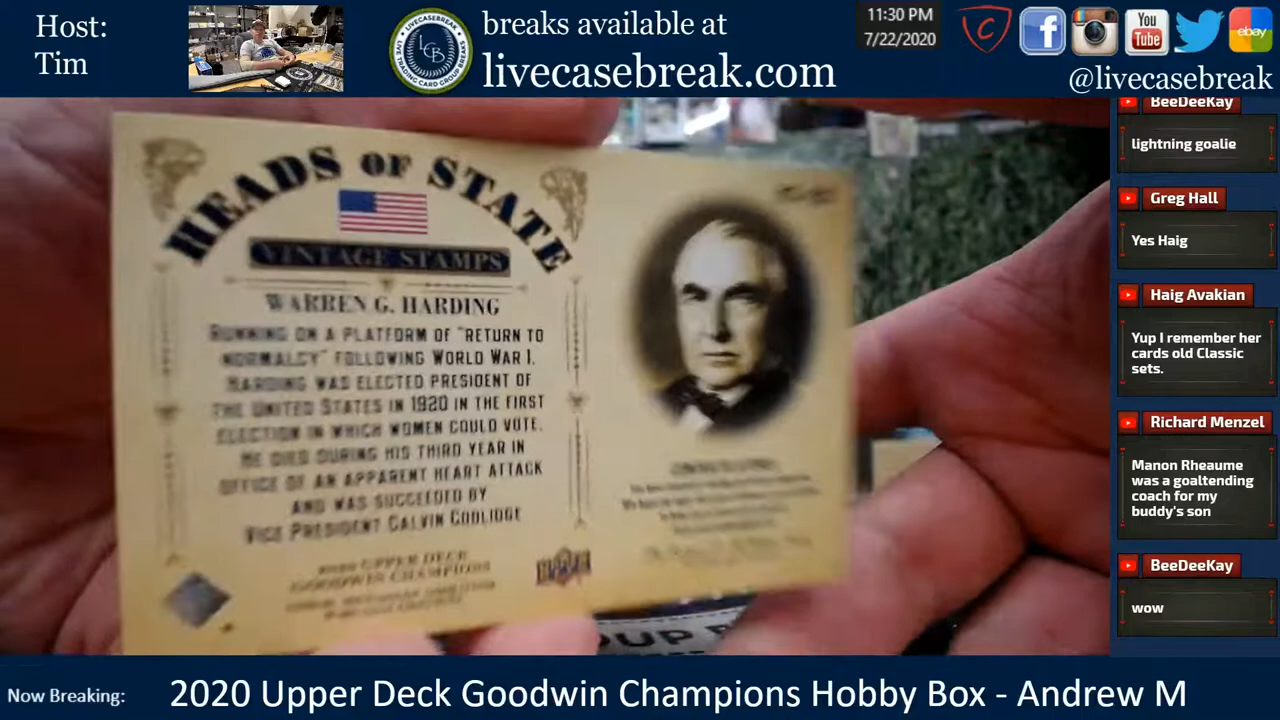 Host:
Tim
LIVECASEBREAK
LCB
breaks available at
livecasebreak.com
11:30 PM
7/22/2020
You
Tube
ebay
@livecasebreak
HEADS OF STATE
VINTAGE STAMPS
WARREN G. HARDING
RUNNING ON A PLATFORM OF "RETURN TO
NORMALCY" FOLLOWING WORLD WAR I,
HARDING WAS ELECTED PRESIDENT OF
THE UNITED STATES IN 1920 IN THE FIRST
ELECTION IN WHICH WOMEN COULD VOTE.
HE DIED DURING HIS THIRD YEAR IN
OFFICE OF AN APPARENT HEART ATTACK
AND WAS SUCCEEDED BY
VICE PRESIDENT CALVIN COOLIDGE
2020 UPPER DECK
GOODWIN CHAMPIONS
BeeDeeKay
lightning goalie
Greg Hall
Yes Haig
Haig Avakian
Yup I remember her
cards old Classic
sets.
Richard Menzel
Manon Rheaume
was a goaltending
coach for my
buddy's son
BeeDeeKay
wow
Now Breaking:
2020 Upper Deck Goodwin Champions Hobby Box - Andrew M